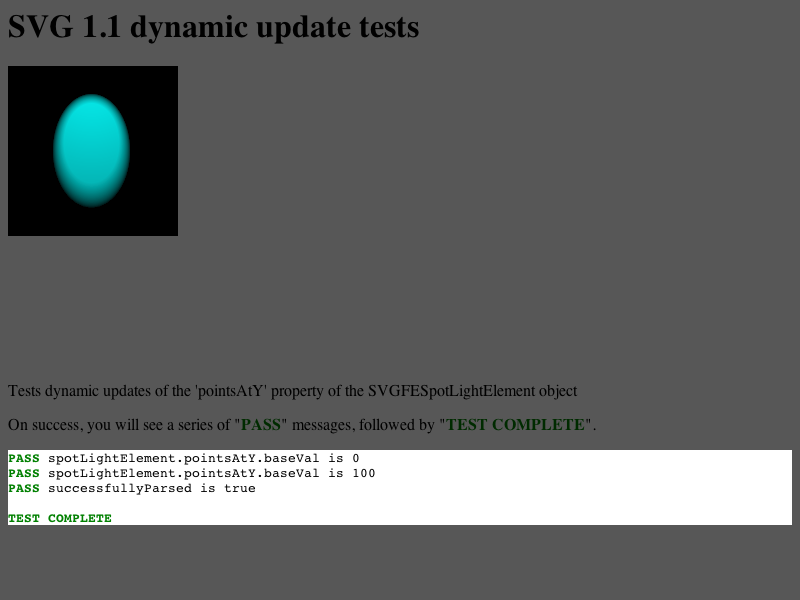 SVG 1.1 dynamic update tests
Tests dynamic updates of the 'pointsAtY' property of the SVGFESpotLightElement object
On success, you will see a series of "PASS" messages, followed by "TEST COMPLETE".
PASS spotLightElement.pointsAtY.baseVal is 0
PASS spotLightElement.pointsAtY.baseVal is 100
PASS successfullyParsed is true
TEST COMPLETE